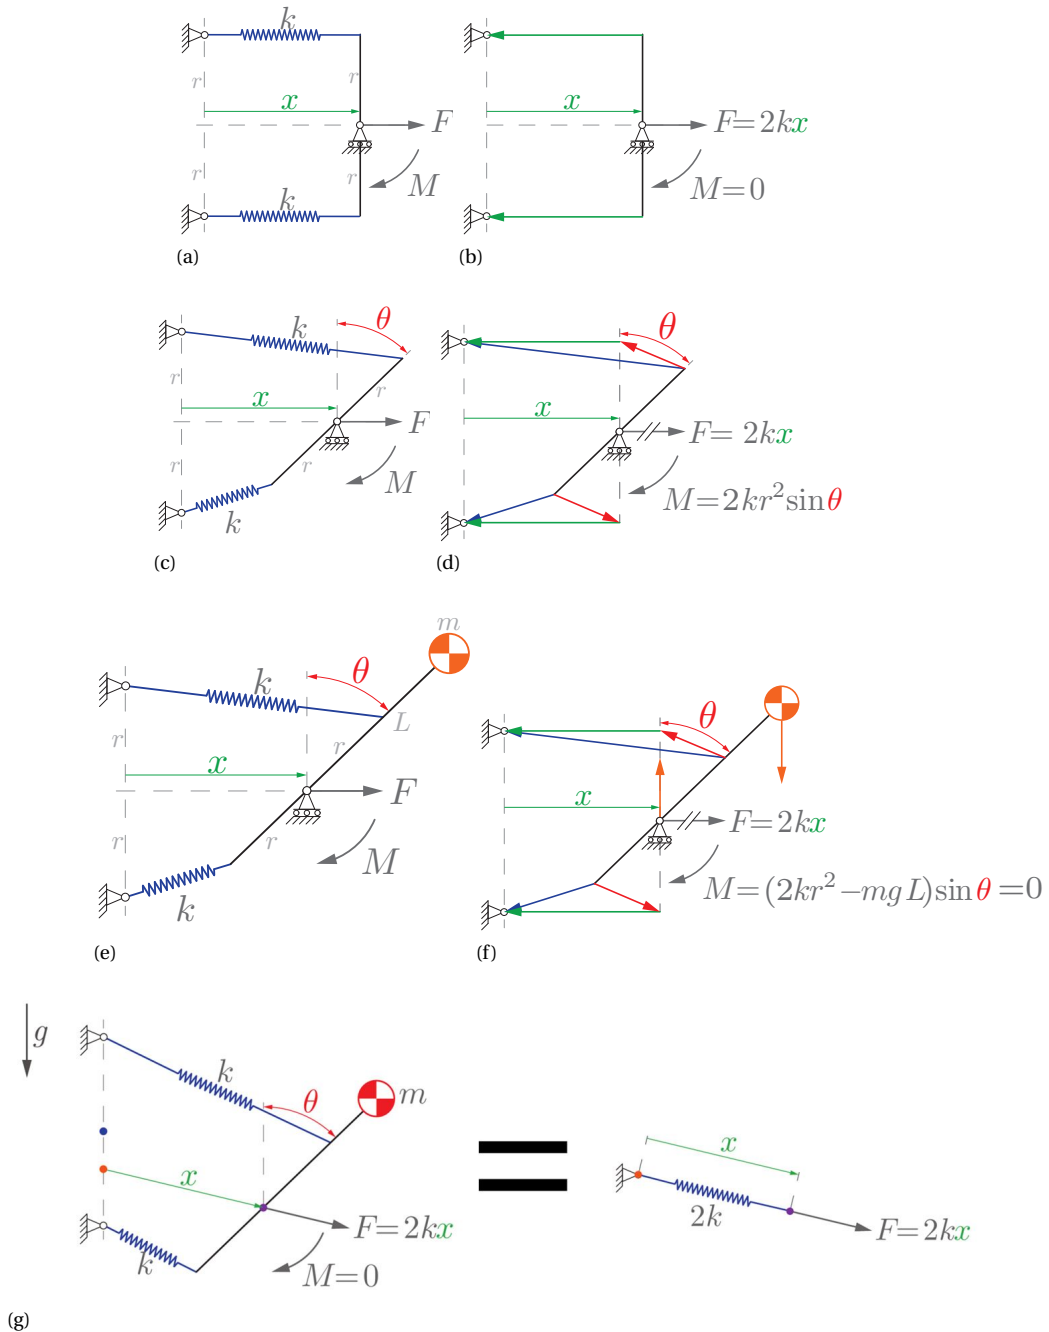 k
r r
x
F
r r
M
k
(a)
x
F=2kx
M=0
(b)
k
θ
r r
x
F
r r
M
k
(c)
θ
x
F= 2kx
M=2kr²sinθ
(d)
m
k
θ
L
r r
x
F
r r
M
k
(e)
θ
x
F=2kx
M=(2kr²−mgL)sinθ=0
(f)
g
k
θ
m
x
F=2kx
k
M=0
x
2k
F=2kx
(g)